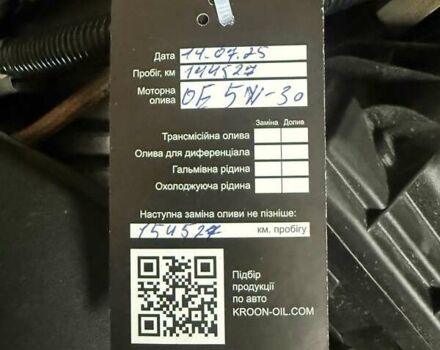 Дата 14.07.25
Пробіг, км 144527
Моторна олива ОБ 5W-30
Заміна Долив
Трансмісійна олива
Олива для диференціала
Гальмівна рідина
Охолоджуюча рідина
Наступна заміна оливи не пізніше:
154527 км. пробігу
Підбір
продукції
по авто
KROON-OIL.COM